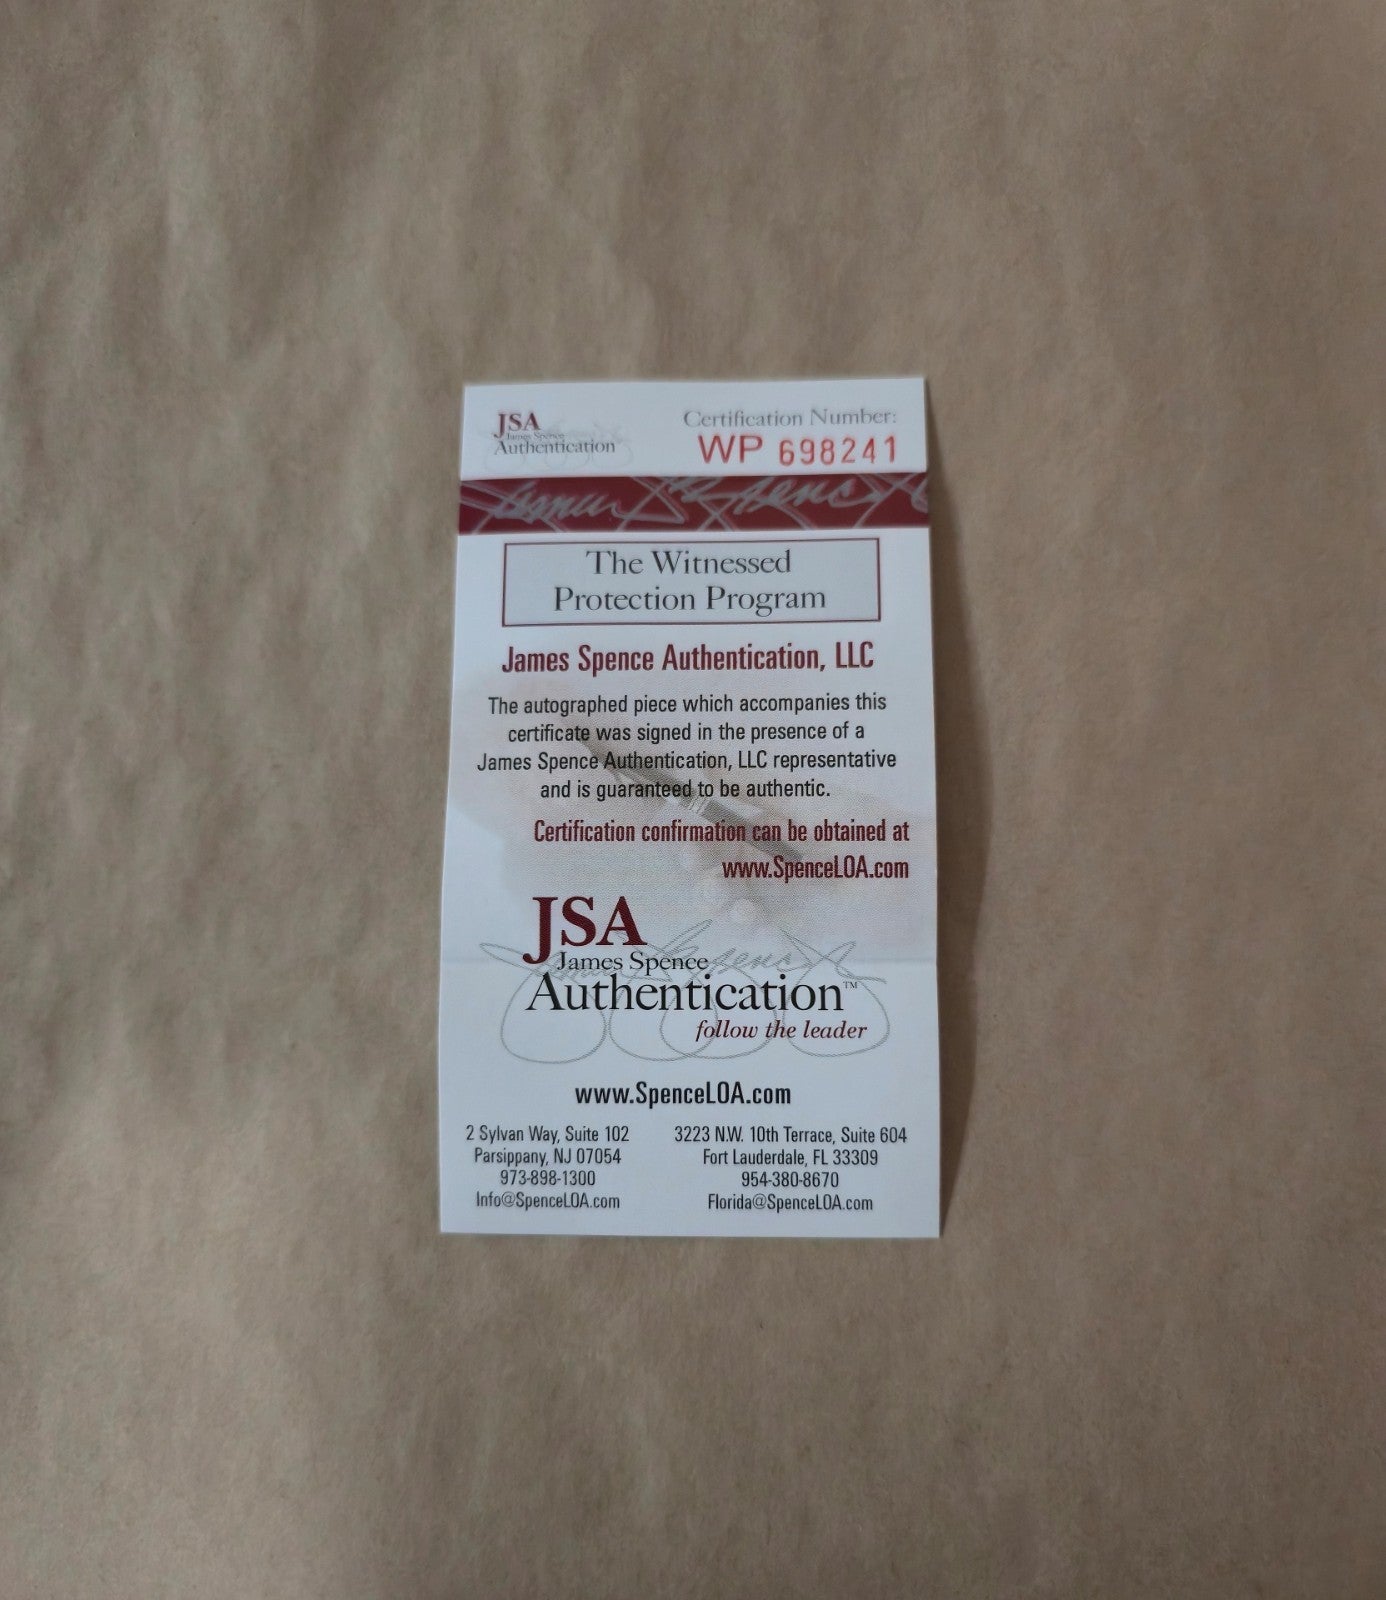 JSA
James Spence
Authentication
Certification Number:
WP 698241
The Witnessed
Protection Program
James Spence Authentication, LLC
The autographed piece which accompanies this
certificate was signed in the presence of a
James Spence Authentication, LLC representative
and is guaranteed to be authentic.
Certification confirmation can be obtained at
www.SpenceLOA.com
JSA
James Spence
Authentication™
follow the leader
www.SpenceLOA.com
2 Sylvan Way, Suite 102
Parsippany, NJ 07054
973-898-1300
Info@SpenceLOA.com
3223 N.W. 10th Terrace, Suite 604
Fort Lauderdale, FL 33309
954-380-8670
Florida@SpenceLOA.com